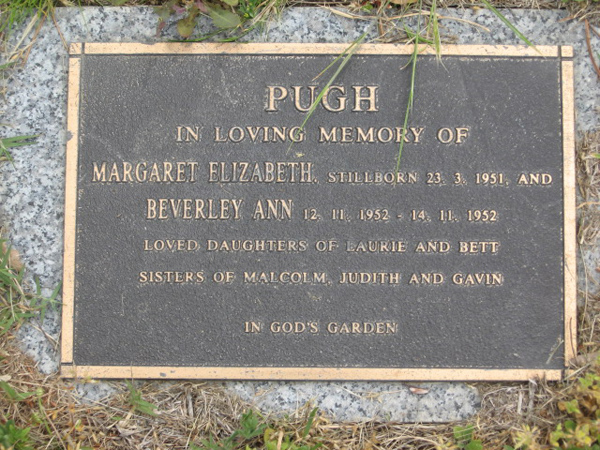 PUGH
IN LOVING MEMORY OF
MARGARET ELIZABETH. STILLBORN 23. 3. 1951. AND
BEVERLEY ANN 12. 11. 1952 - 14. 11. 1952
LOVED DAUGHTERS OF LAURIE AND BETT
SISTERS OF MALCOLM, JUDITH AND GAVIN
IN GOD'S GARDEN